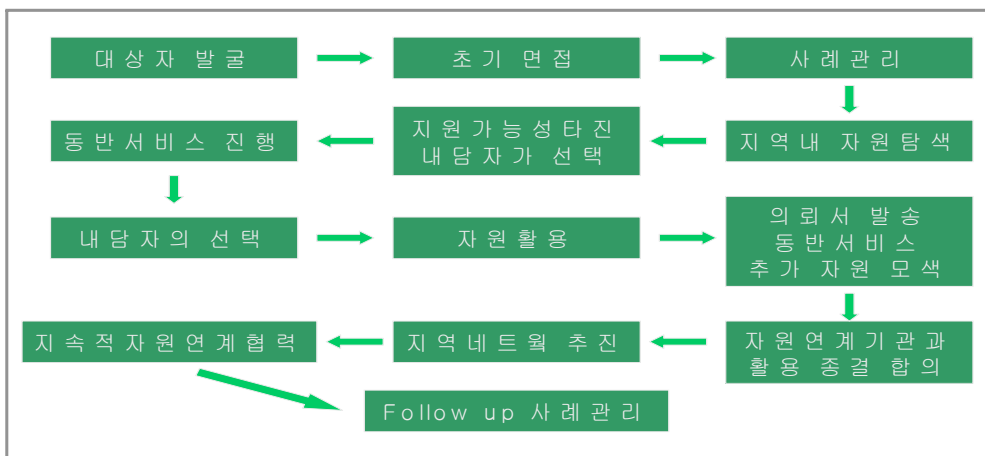 대상자 발굴
초기 면접
사례관리
지역내 자원탐색
지원가능성타진
내담자가 선택
동반서비스 진행
내담자의 선택
자원활용
의뢰서 발송
동반서비스
추가 자원 모색
자원연계기관과
활용 종결 합의
지역네트웤 추진
지속적자원연계협력
Follow up 사례관리